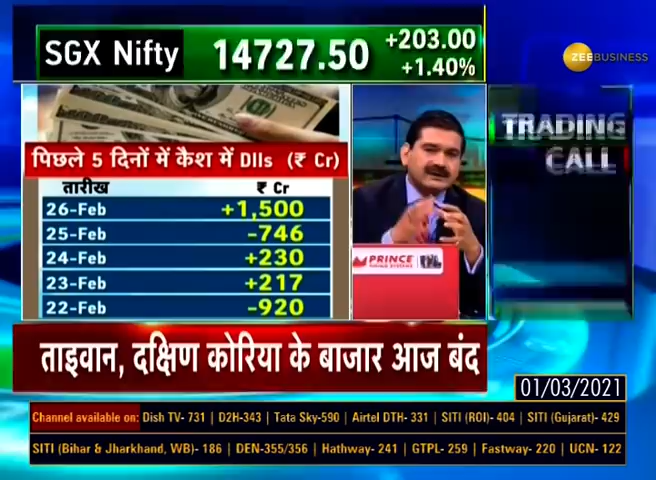 SGX Nifty 14727.50 +203.00
+1.40%
ZEE BUSINESS
पिछले 5 दिनों में कैश में DIIs (₹ Cr)
तारीख ₹ Cr
26-Feb +1,500
25-Feb -746
24-Feb +230
23-Feb +217
22-Feb -920
TRADING
CALL
PRINCE
ताइवान, दक्षिण कोरिया के बाजार आज बंद
01/03/2021
Channel available on: Dish TV- 731 | D2H-343 | Tata Sky-590 | Airtel DTH- 331 | SITI (ROI)- 404 | SITI (Gujarat)- 429
SITI (Bihar & Jharkhand, WB)- 186 | DEN-355/356 | Hathway- 241 | GTPL- 259 | Fastway- 220 | UCN- 122